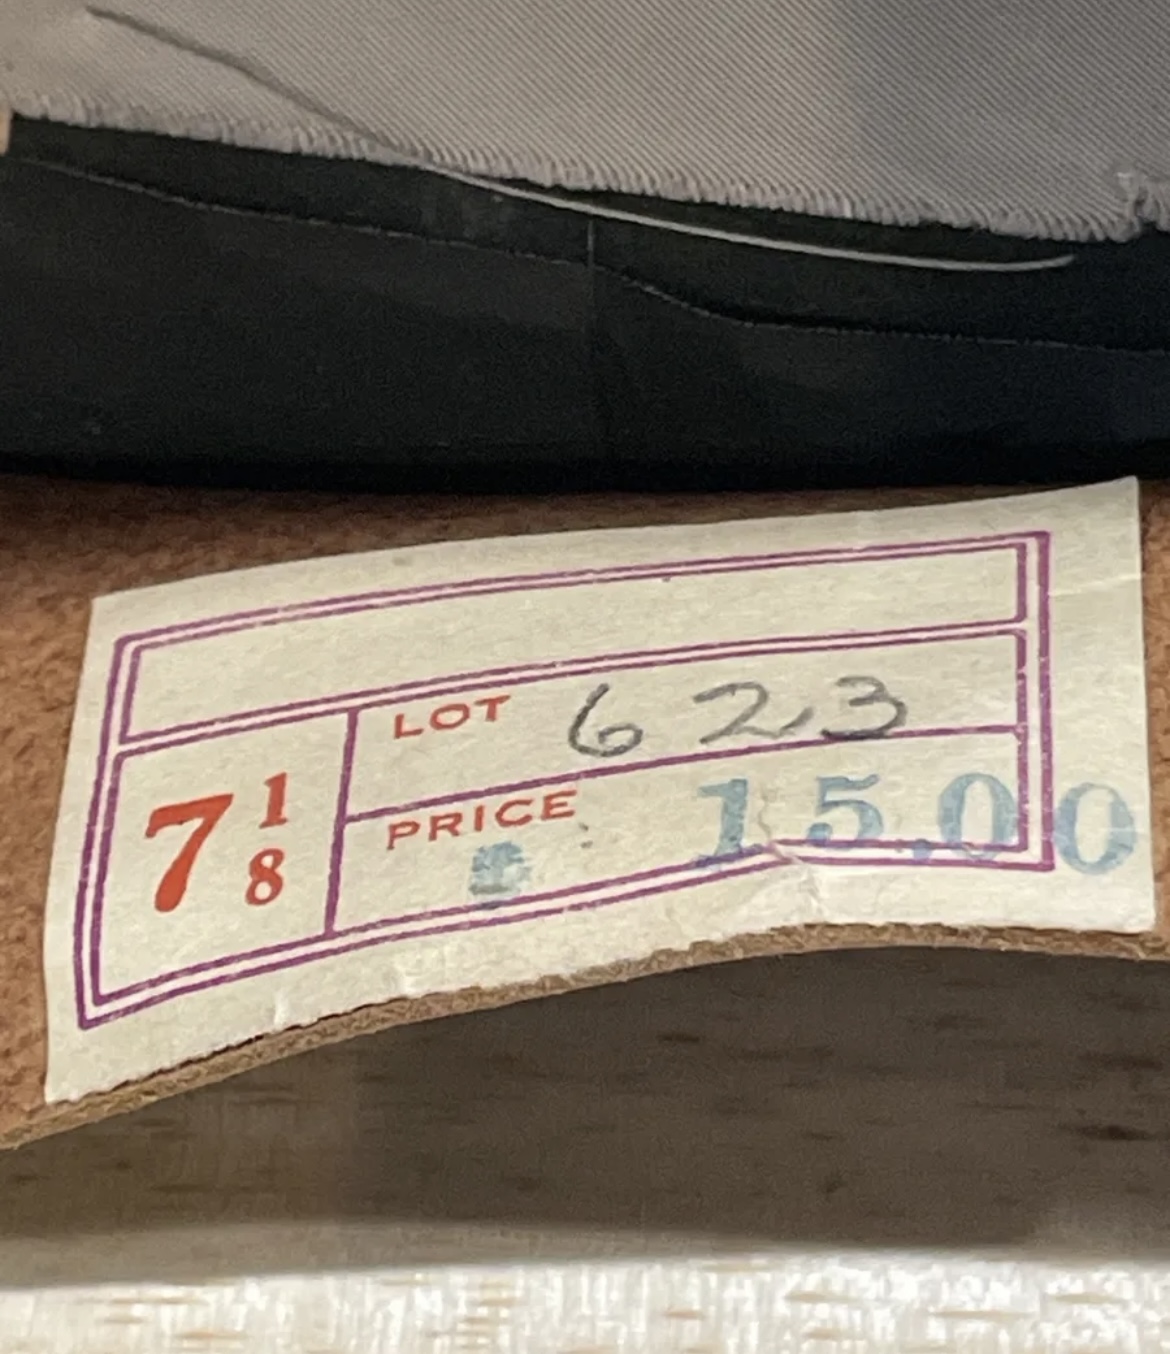 LOT 623
7 1/8
PRICE 15.00